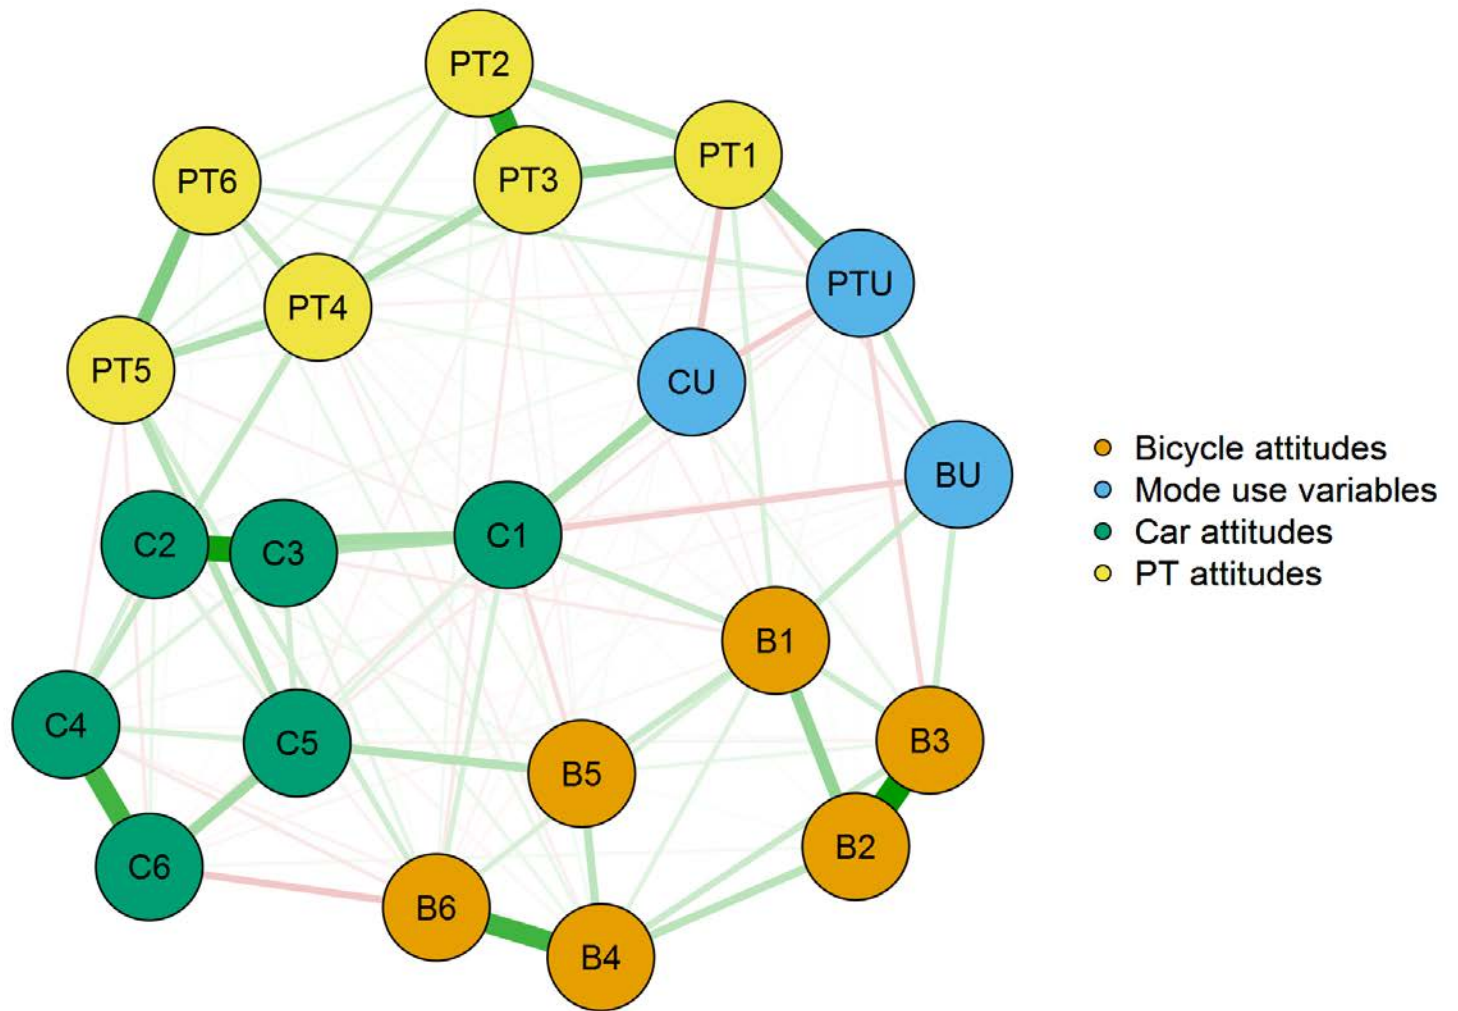 PT2
PT1
PT6
PT3
PTU
PT4
PT5
CU
BU
C2
C3
C1
B1
C4
C5
B3
B5
B2
C6
B6
B4
Bicycle attitudes
Mode use variables
Car attitudes
PT attitudes